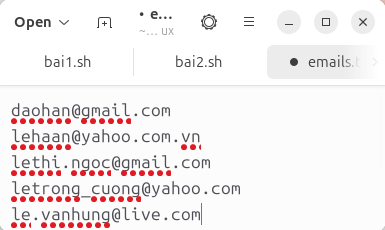 Open
• e...
~... UX
bai1.sh
bai2.sh
• emails.t
daohan@gmail.com
lehaan@yahoo.com.vn
lethi.ngoc@gmail.com
letrong_cuong@yahoo.com
le.vanhung@live.com